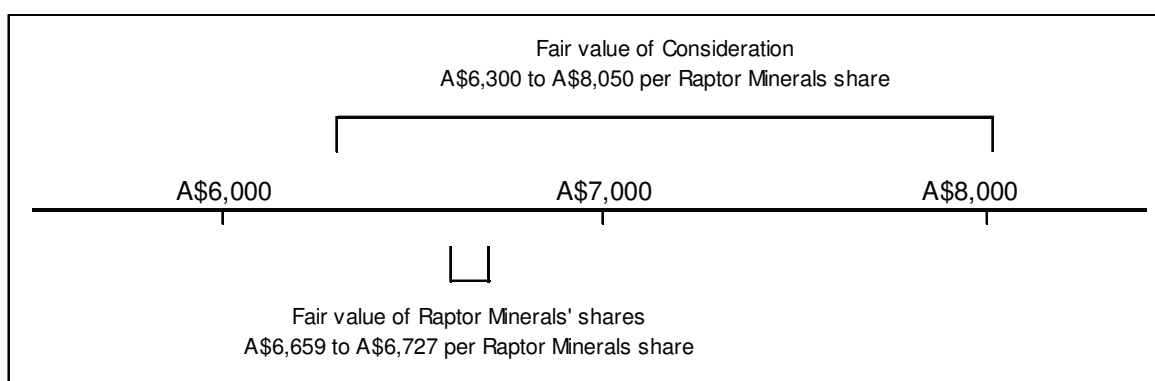 Fair value of Consideration
A$6,300 to A$8,050 per Raptor Minerals share
A$6,000 A$7,000 A$8,000
Fair value of Raptor Minerals' shares
A$6,659 to A$6,727 per Raptor Minerals share